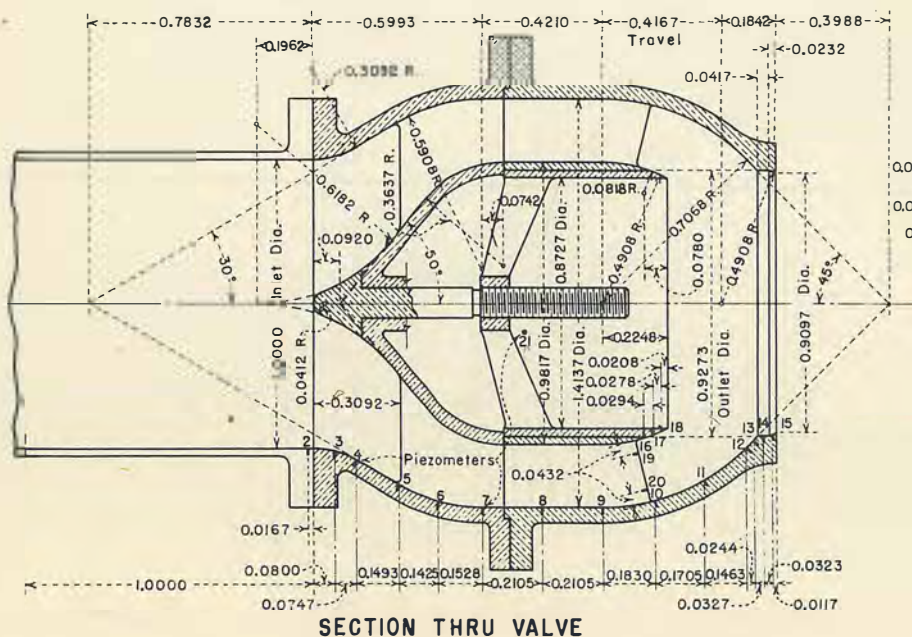 0.7832 0.5993 0.4210 0.4167 0.1842 0.3988
Travel
0.1962
0.0232
0.0417
0.3092 R.
0.5908 R.
0.3637 R.
0.6182 R.
0.0742
0.0818 R.
0.7068 R.
0.0920
0.4908 R.
0.0780
0.4908 R.
30°
50°
45°
Inlet Dia.
1.0000
0.8727 Dia.
0.9097 Dia.
0.0412 R.
21
0.9817 Dia.
1.4137 Dia.
0.2248
0.9273
Outlet Dia.
0.0208
0.0278
0.0294
0.3092
1 2 3 4 5 6 7 8 9 10 11 12 13 14 15
16 17 18
19
20
Piezometers
0.0432
0.0167
0.0800
0.0747
1.0000 0.1493 0.1425 0.1528 0.2105 0.2105 0.1830 0.1705 0.1463
0.0244
0.0323
0.0327
0.0117
SECTION THRU VALVE